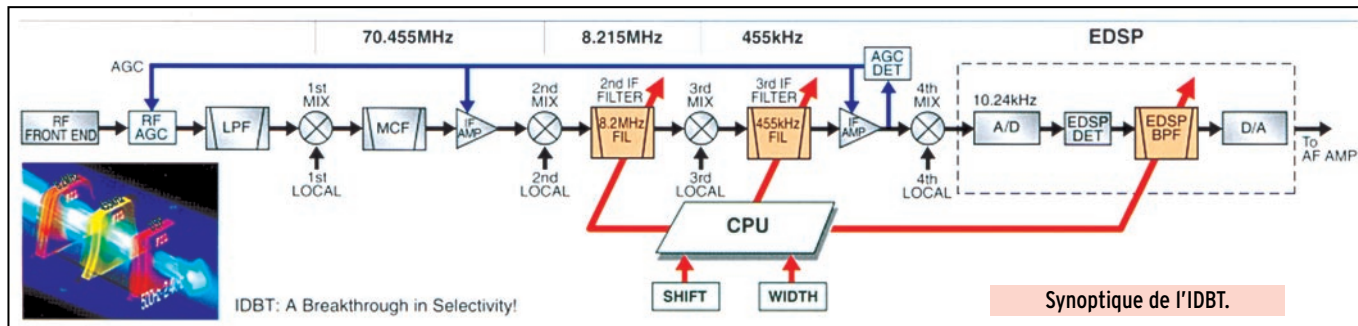 70.455MHz
8.215MHz
455kHz
EDSP
AGC
AGC
DET
1st
MIX
2nd
MIX
2nd IF
FILTER
3rd
MIX
3rd IF
FILTER
4th
MIX
10.24kHz
RF
FRONT END
RF
AGC
LPF
MCF
IF
AMP
8.2MHz
FIL
455kHz
FIL
IF
AMP
A/D
EDSP
DET
EDSP
BPF
D/A
To
AF AMP
1st
LOCAL
2nd
LOCAL
3rd
LOCAL
4th
LOCAL
CPU
SHIFT
WIDTH
IDBT: A Breakthrough in Selectivity!
Synoptique de l'IDBT.